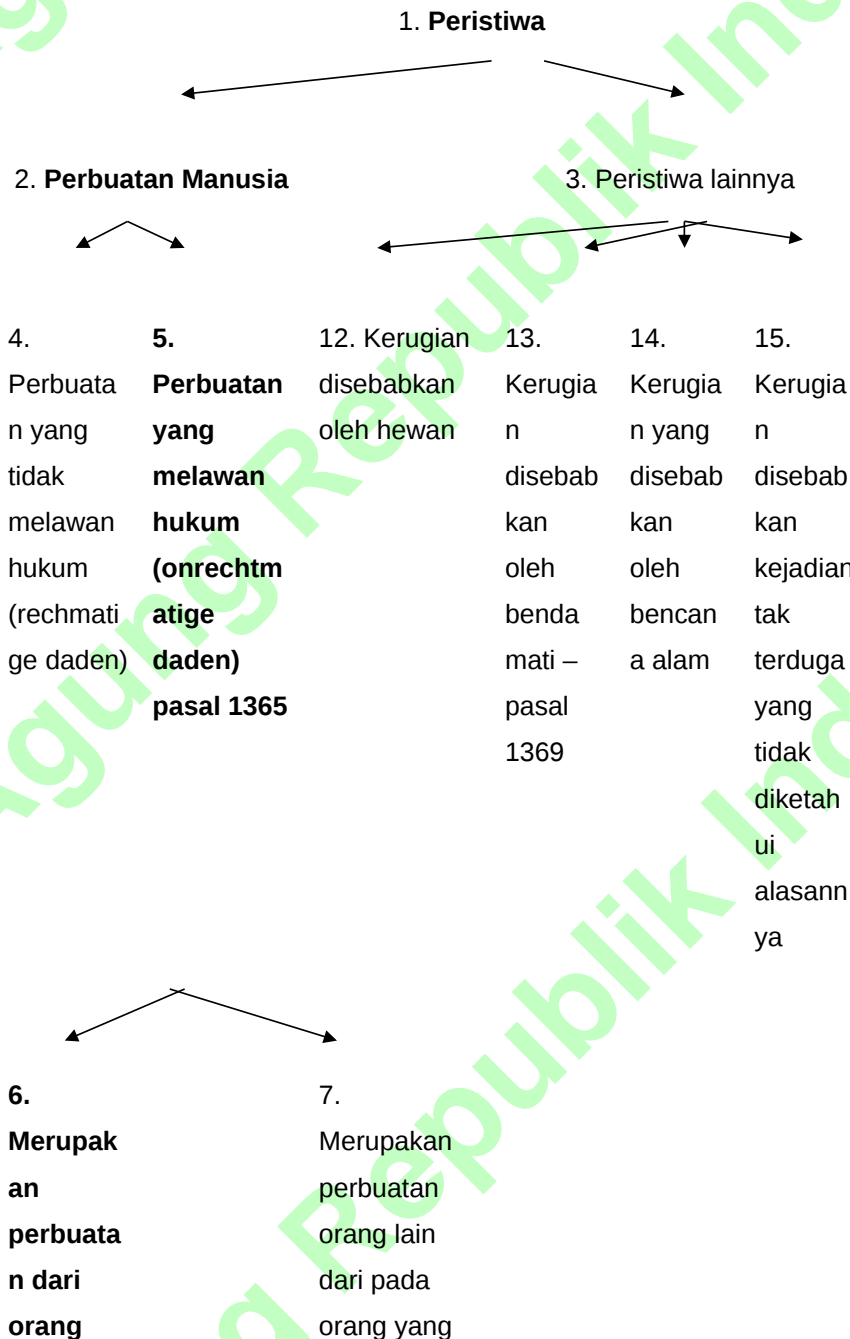 1. Peristiwa
2. Perbuatan Manusia
3. Peristiwa lainnya
4.
Perbuata
n yang
tidak
melawan
hukum
(rechmati
ge daden)
5.
Perbuatan
yang
melawan
hukum
(onrechtm
atige
daden)
pasal 1365
12. Kerugian
disebabkan
oleh hewan
13.
Kerugia
n
disebab
kan
oleh
benda
mati –
pasal
1369
14.
Kerugia
n yang
disebab
kan
oleh
bencan
a alam
15.
Kerugia
n
disebab
kan
kejadian
tak
terduga
yang
tidak
diketah
ui
alasann
ya
6.
Merupak
an
perbuata
n dari
orang
7.
Merupakan
perbuatan
orang lain
dari pada
orang yang
Agung Republik Ind